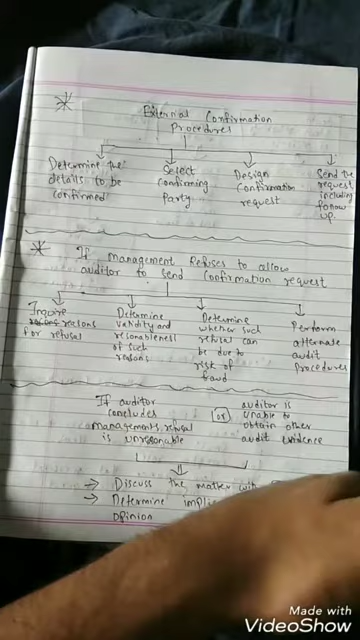 External Confirmation
Procedures
Determine the
details to be
confirmed
Select
confirming
party
Design
confirmation
request
Send the
request
including
follow
up.
If management Refuses to allow
auditor to send confirmation request
Inquire
reasons
for refusal
Determine
validity and
resonableness
of such
reasons
Determine
whether such
refusal can
be due to
risk of
fraud
Perform
alternate
audit
procedures
If auditor
concludes
managements refusal
is unresonable
(or)
auditor is
unable to
obtain other
audit evidence
→ Discuss the matter with
→ Determine
opinion
Made with
VideoShow